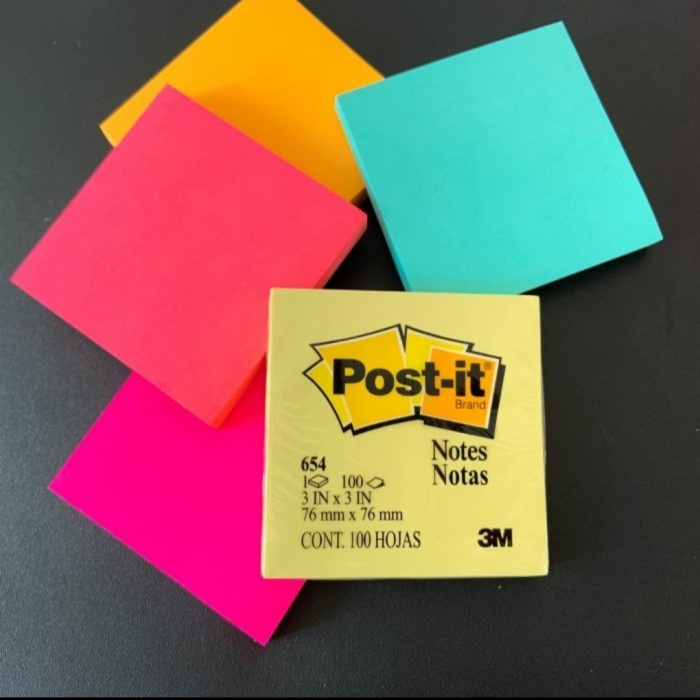 Post-it®
Brand
Notes
Notas
654
1 100
3 IN x 3 IN
76 mm x 76 mm
CONT. 100 HOJAS
3M